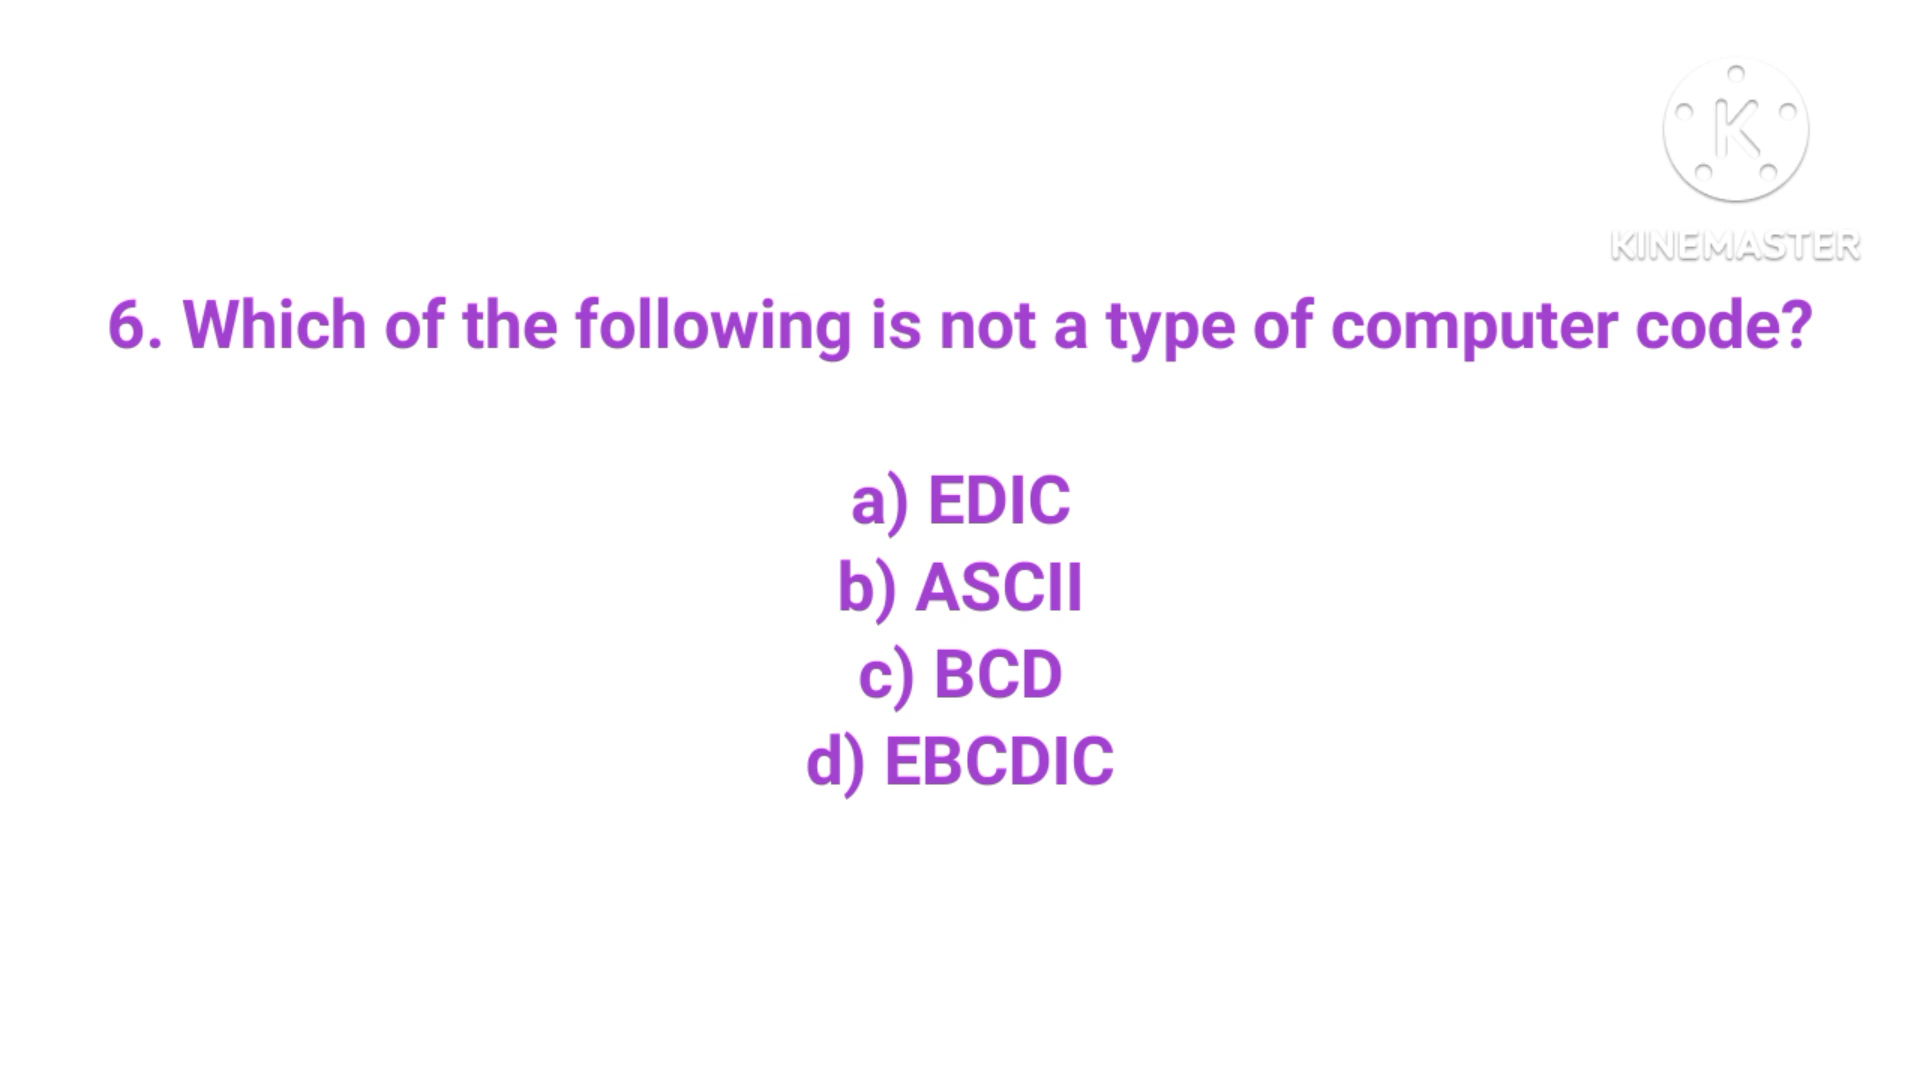 K
KINEMASTER
6. Which of the following is not a type of computer code?
a) EDIC
b) ASCII
c) BCD
d) EBCDIC